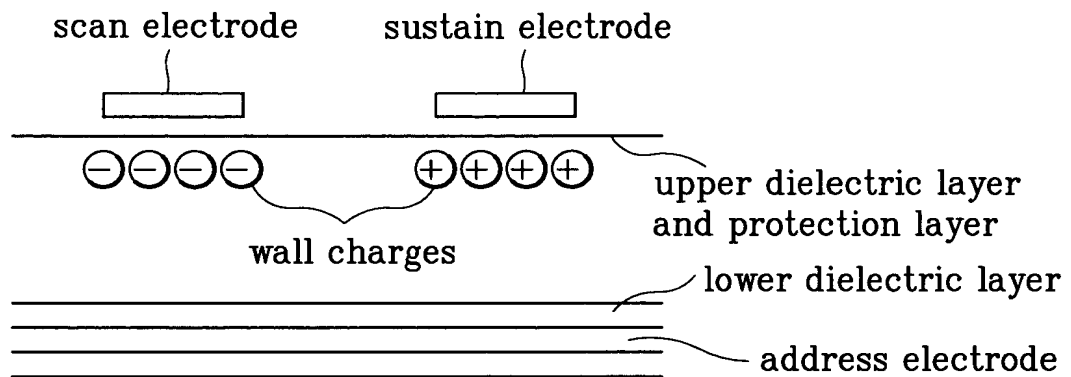 scan electrode
sustain electrode
− − − −
+ + + +
upper dielectric layer
and protection layer
wall charges
lower dielectric layer
address electrode